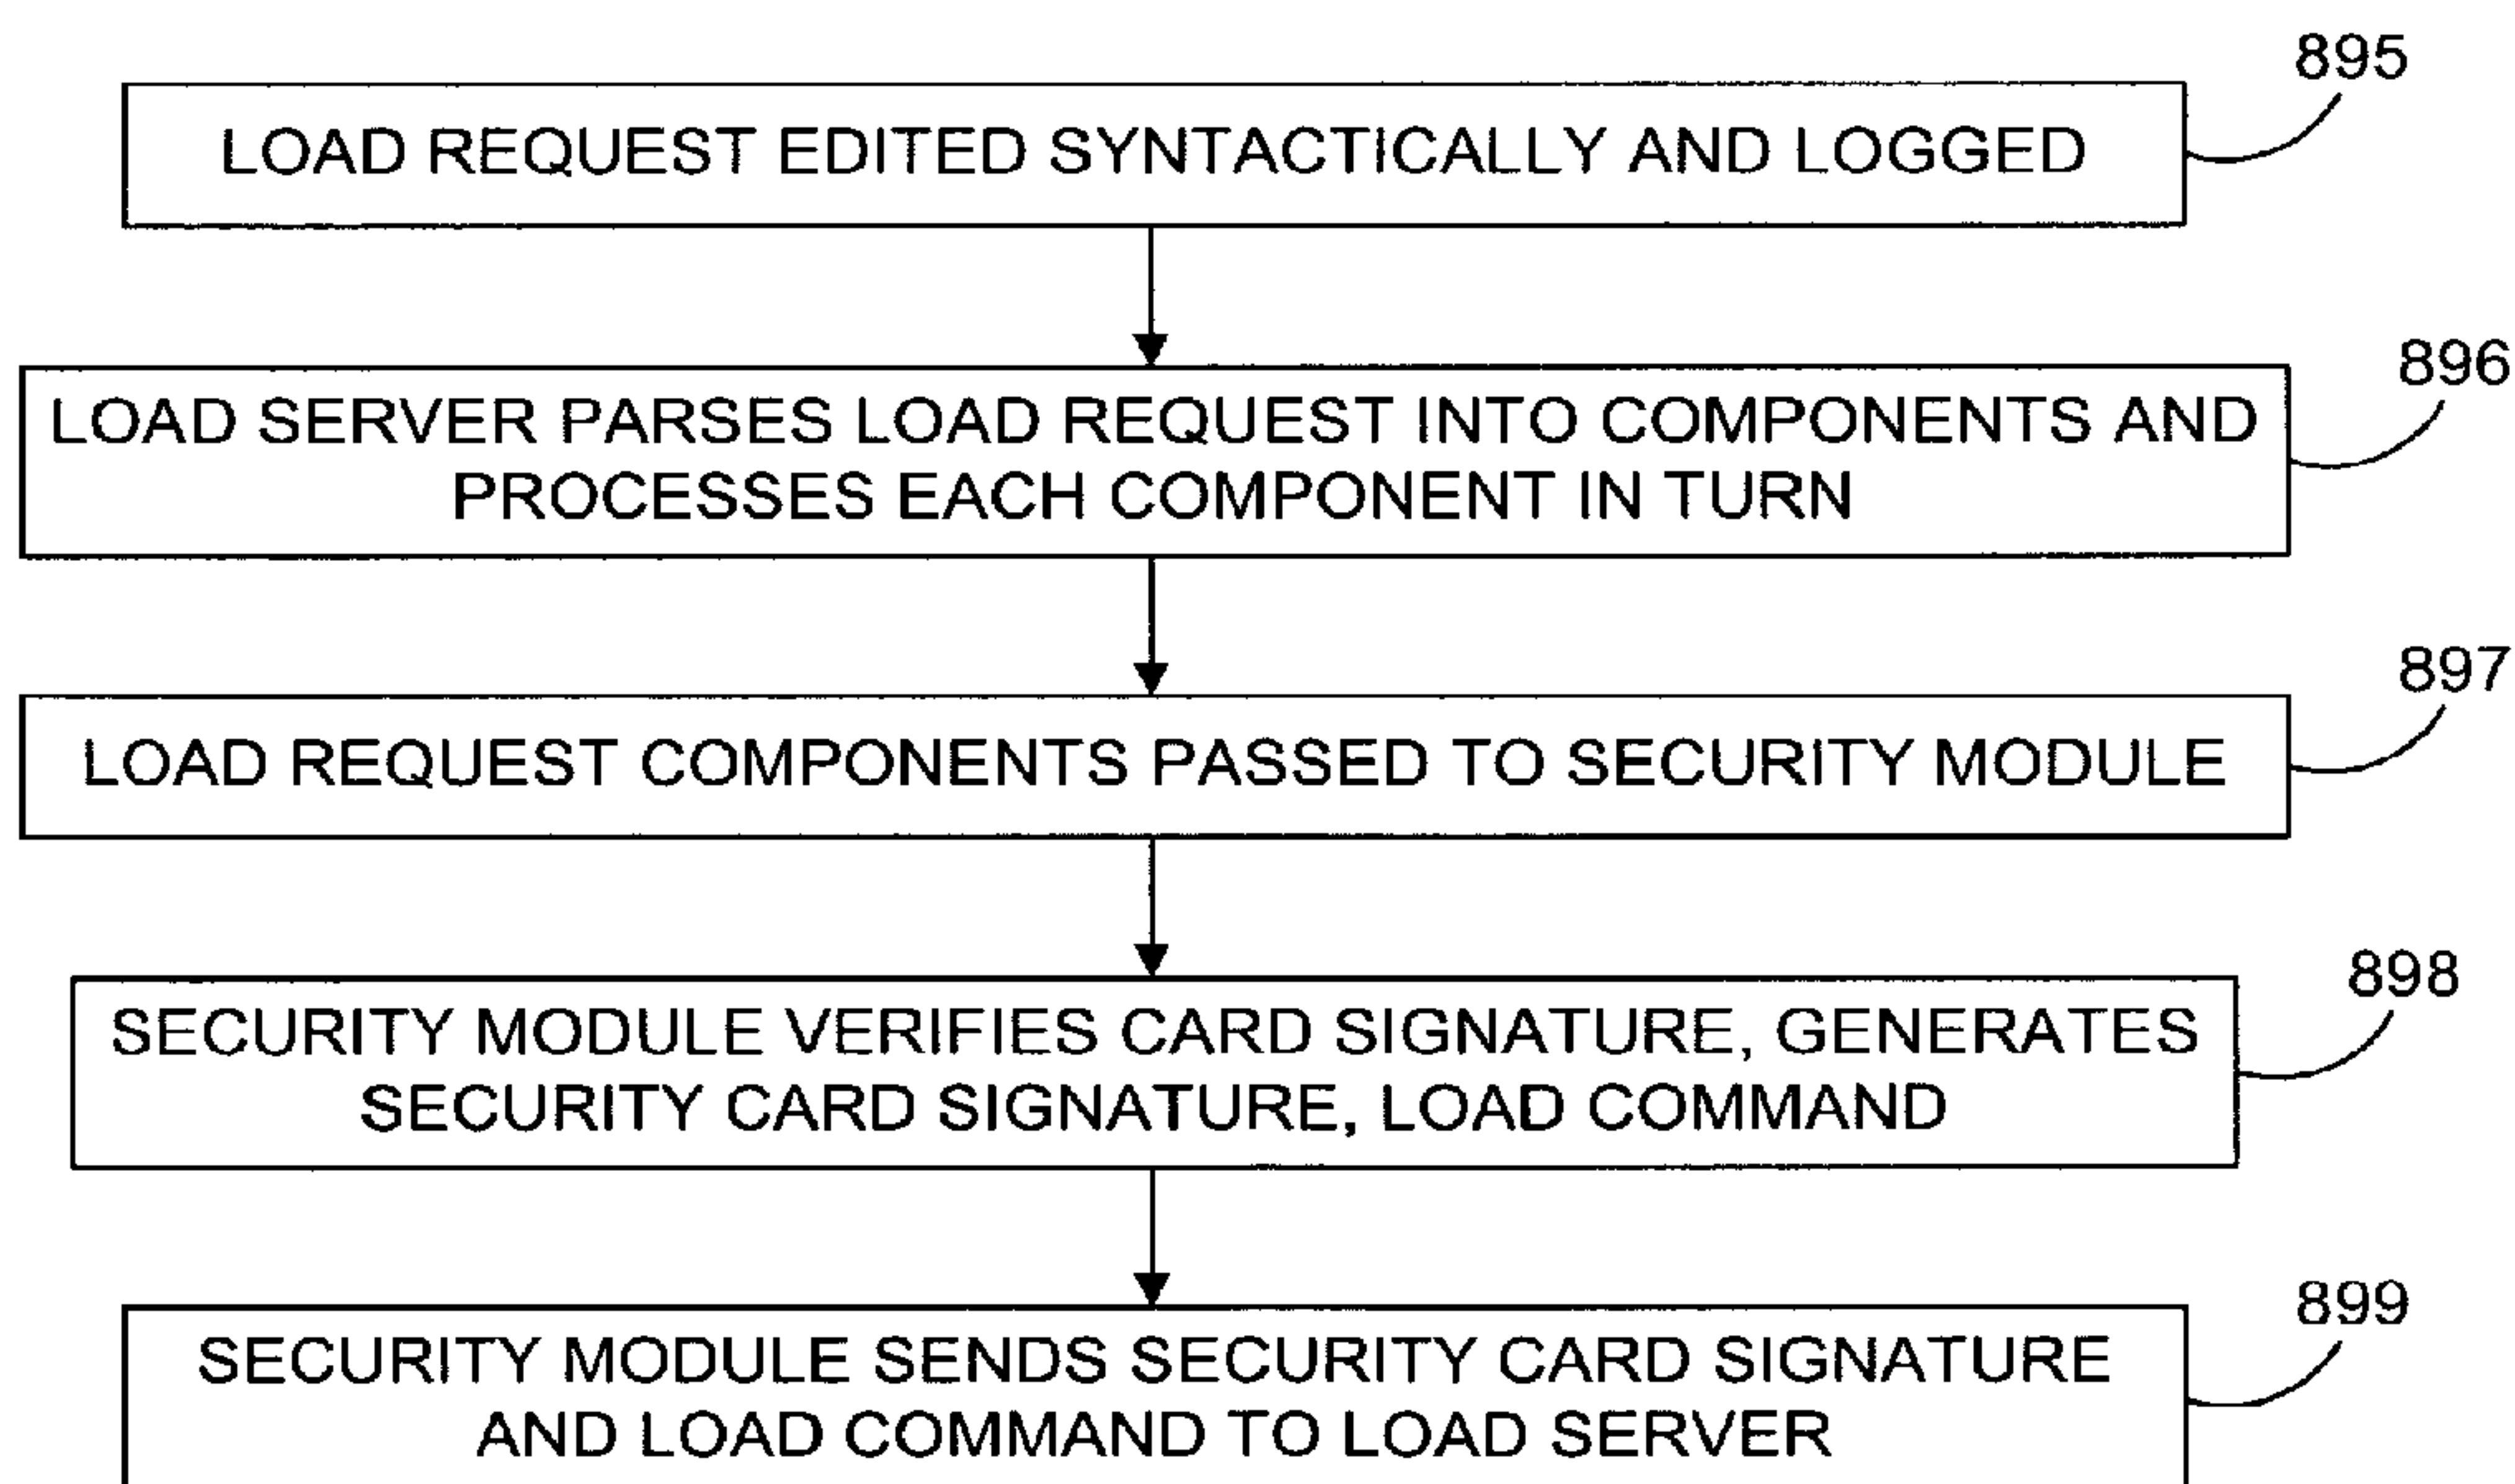 895
LOAD REQUEST EDITED SYNTACTICALLY AND LOGGED
896
LOAD SERVER PARSES LOAD REQUEST INTO COMPONENTS AND
PROCESSES EACH COMPONENT IN TURN
897
LOAD REQUEST COMPONENTS PASSED TO SECURITY MODULE
898
SECURITY MODULE VERIFIES CARD SIGNATURE, GENERATES
SECURITY CARD SIGNATURE, LOAD COMMAND
899
SECURITY MODULE SENDS SECURITY CARD SIGNATURE
AND LOAD COMMAND TO LOAD SERVER